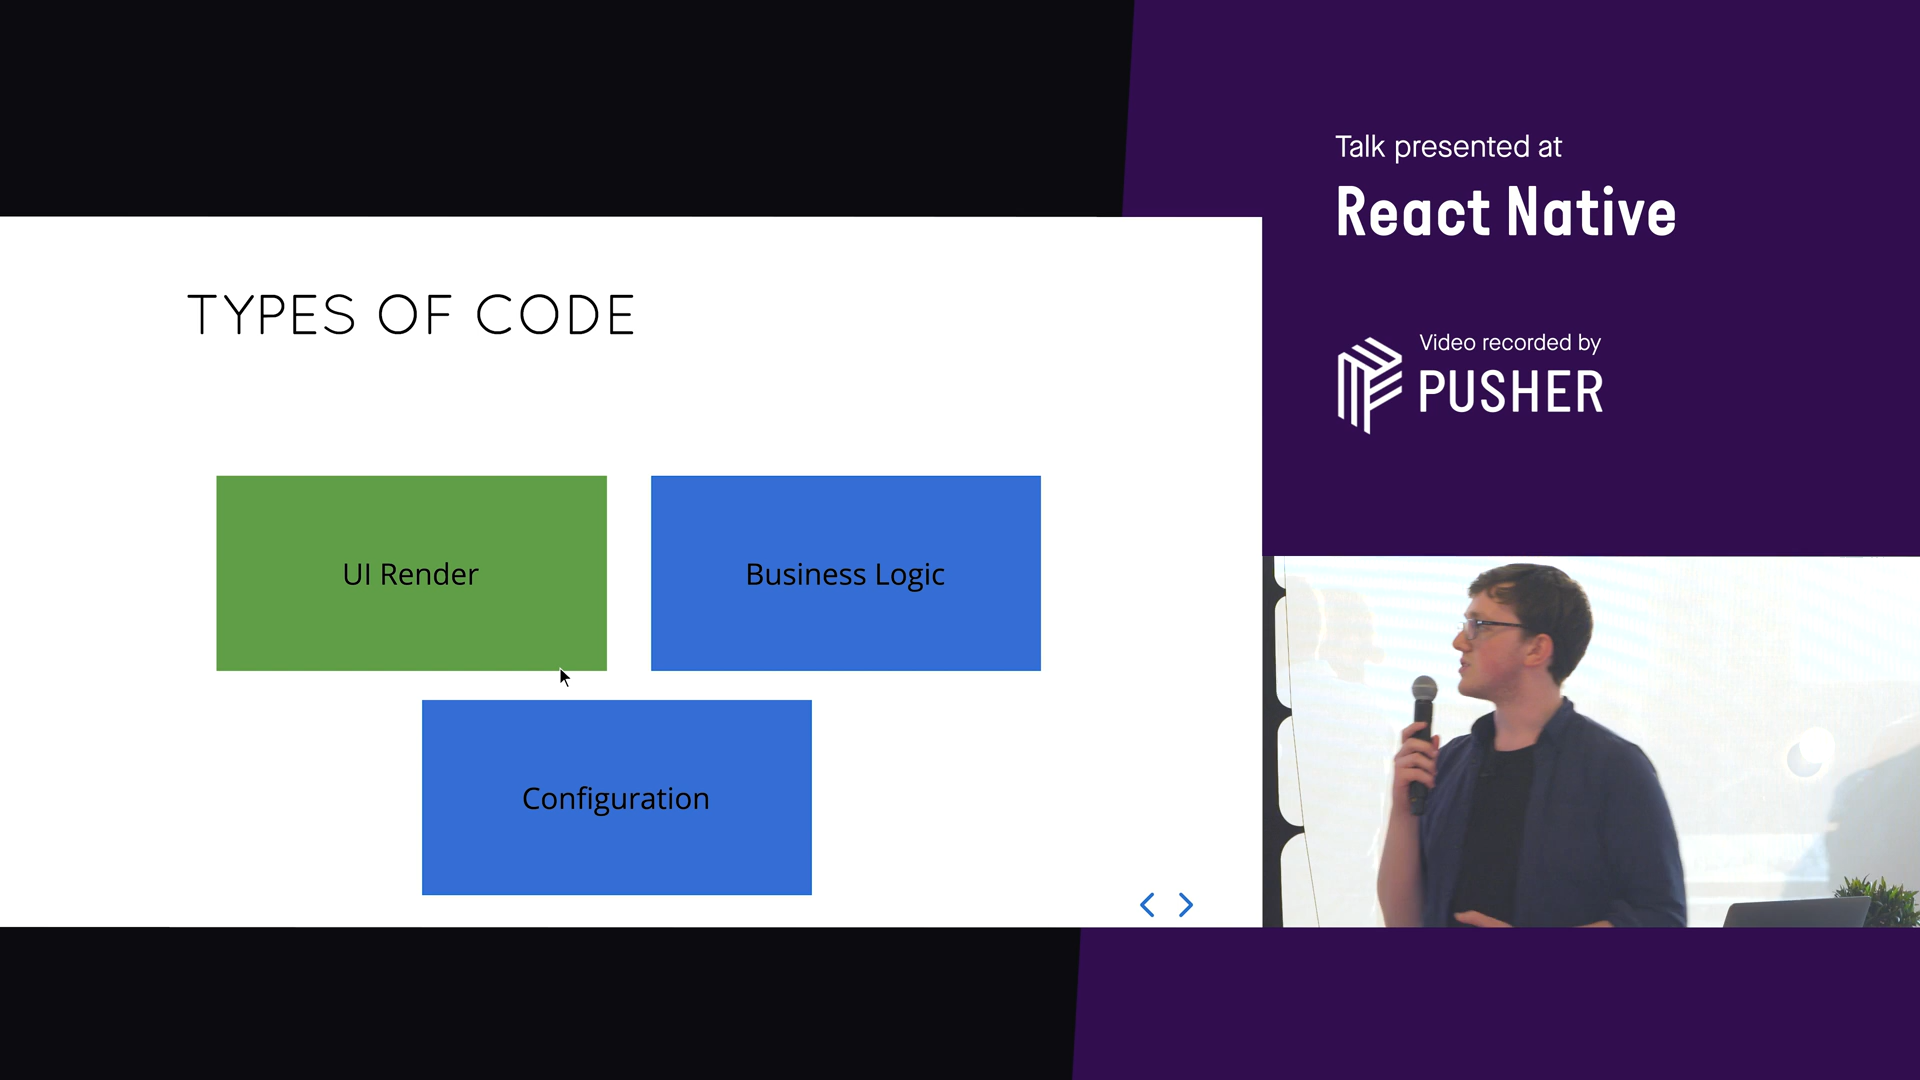 TYPES OF CODE
UI Render
Business Logic
Configuration
Talk presented at
React Native
Video recorded by
PUSHER